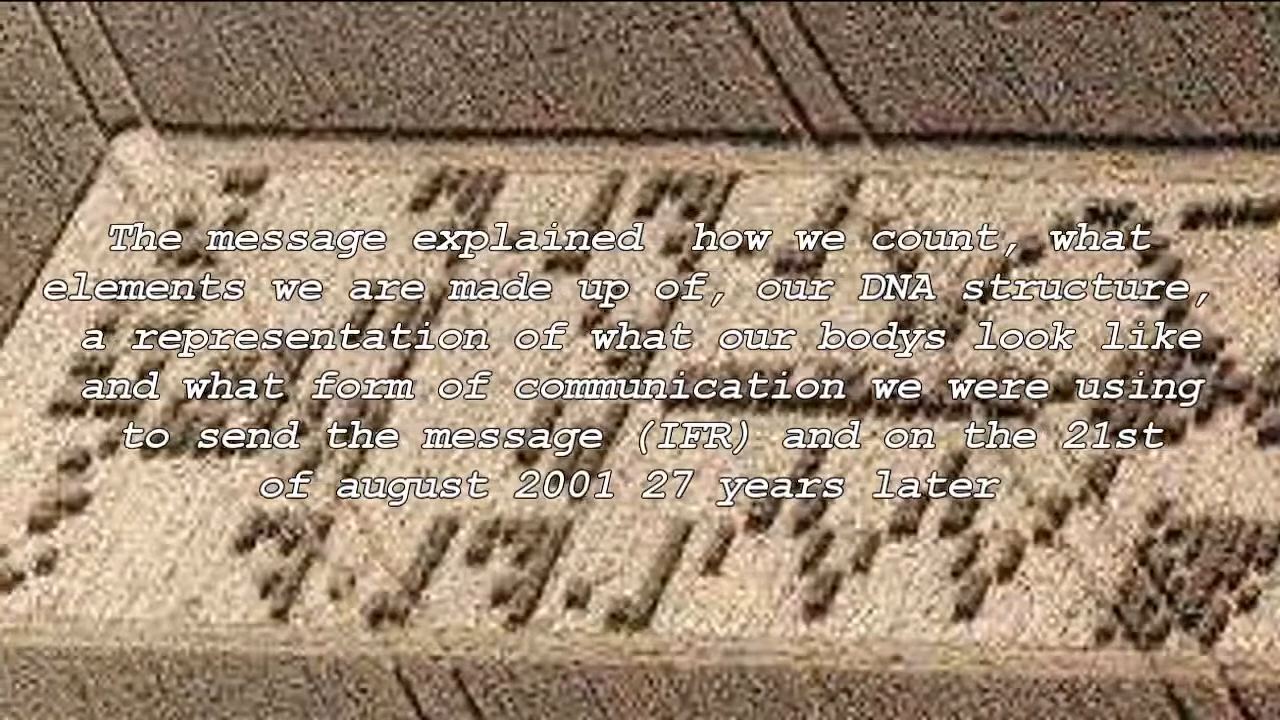 The message explained  how we count, what
elements we are made up of, our DNA structure,
a representation of what our bodys look like
and what form of communication we were using
to send the message (IFR) and on the 21st
of august 2001 27 years later